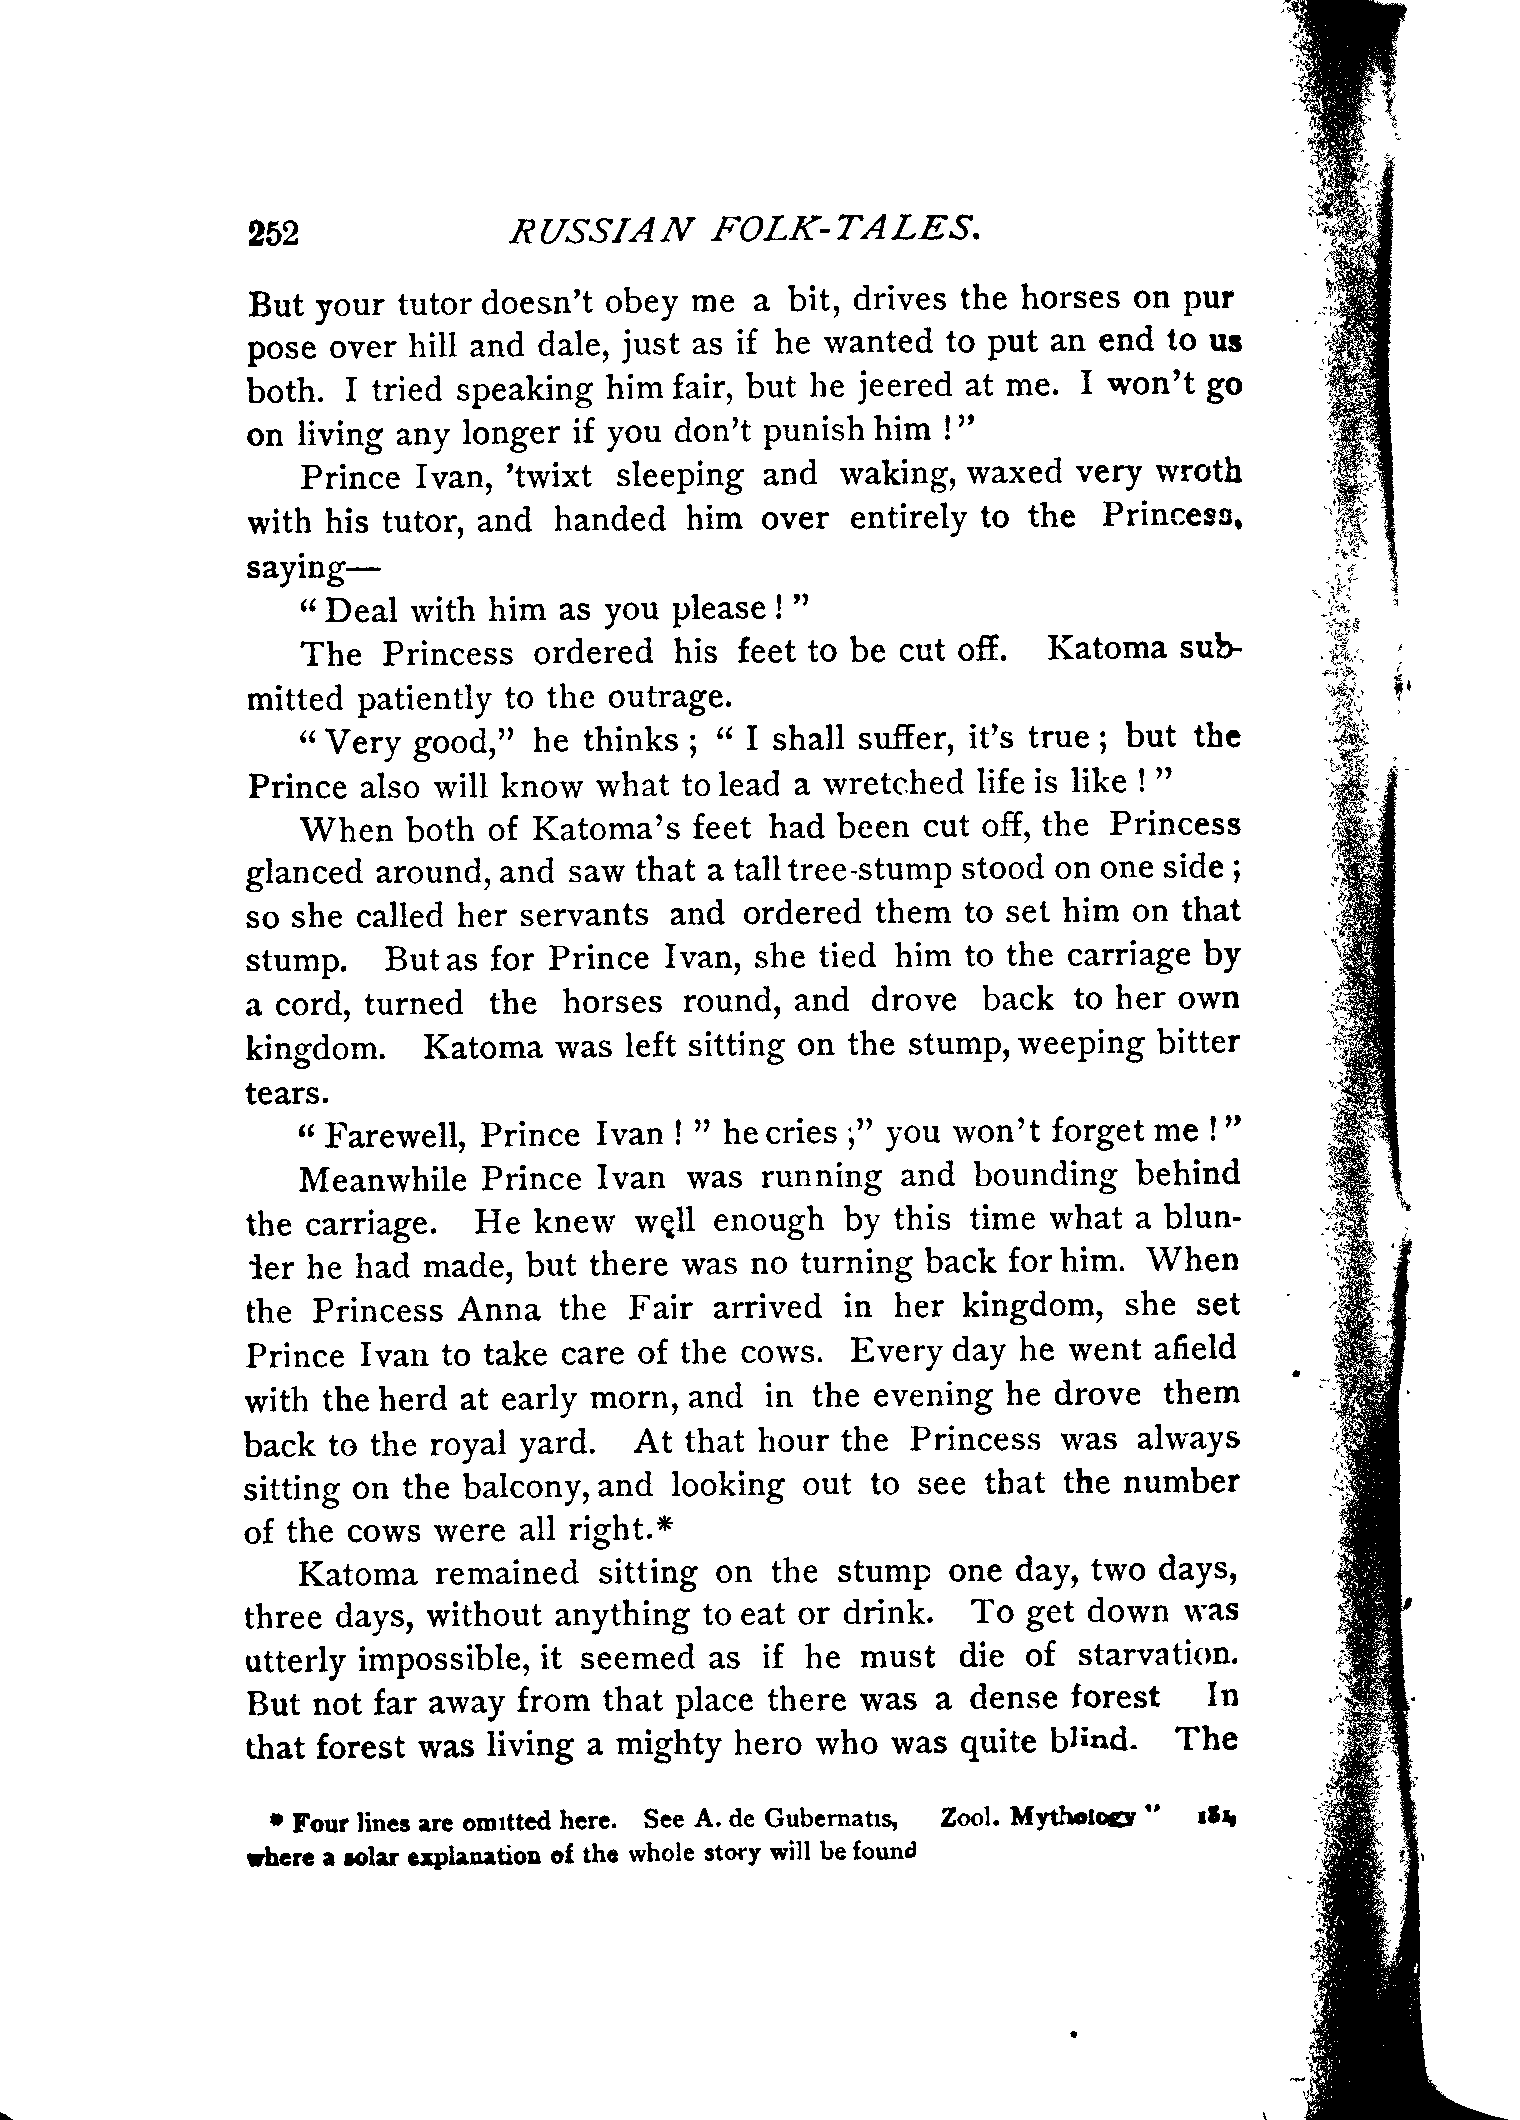 252 RUSSIAN FOLK-TALES.
But your tutor doesn't obey me a bit, drives the horses on pur
pose over hill and dale, just as if he wanted to put an end to us
both. I tried speaking him fair, but he jeered at me. I won't go
on living any longer if you don't punish him !"
Prince Ivan, 'twixt sleeping and waking, waxed very wroth
with his tutor, and handed him over entirely to the Princess,
saying—
" Deal with him as you please ! "
The Princess ordered his feet to be cut off. Katoma sub-
mitted patiently to the outrage.
" Very good," he thinks ; " I shall suffer, it's true ; but the
Prince also will know what to lead a wretched life is like ! "
When both of Katoma's feet had been cut off, the Princess
glanced around, and saw that a tall tree-stump stood on one side ;
so she called her servants and ordered them to set him on that
stump. But as for Prince Ivan, she tied him to the carriage by
a cord, turned the horses round, and drove back to her own
kingdom. Katoma was left sitting on the stump, weeping bitter
tears.
" Farewell, Prince Ivan ! " he cries ;" you won't forget me !"
Meanwhile Prince Ivan was running and bounding behind
the carriage. He knew well enough by this time what a blun-
der he had made, but there was no turning back for him. When
the Princess Anna the Fair arrived in her kingdom, she set
Prince Ivan to take care of the cows. Every day he went afield
with the herd at early morn, and in the evening he drove them
back to the royal yard. At that hour the Princess was always
sitting on the balcony, and looking out to see that the number
of the cows were all right.*
Katoma remained sitting on the stump one day, two days,
three days, without anything to eat or drink. To get down was
utterly impossible, it seemed as if he must die of starvation.
But not far away from that place there was a dense forest In
that forest was living a mighty hero who was quite blind. The
* Four lines are omitted here. See A. de Gubernatis, Zool. Mythology "
where a solar explanation of the whole story will be found